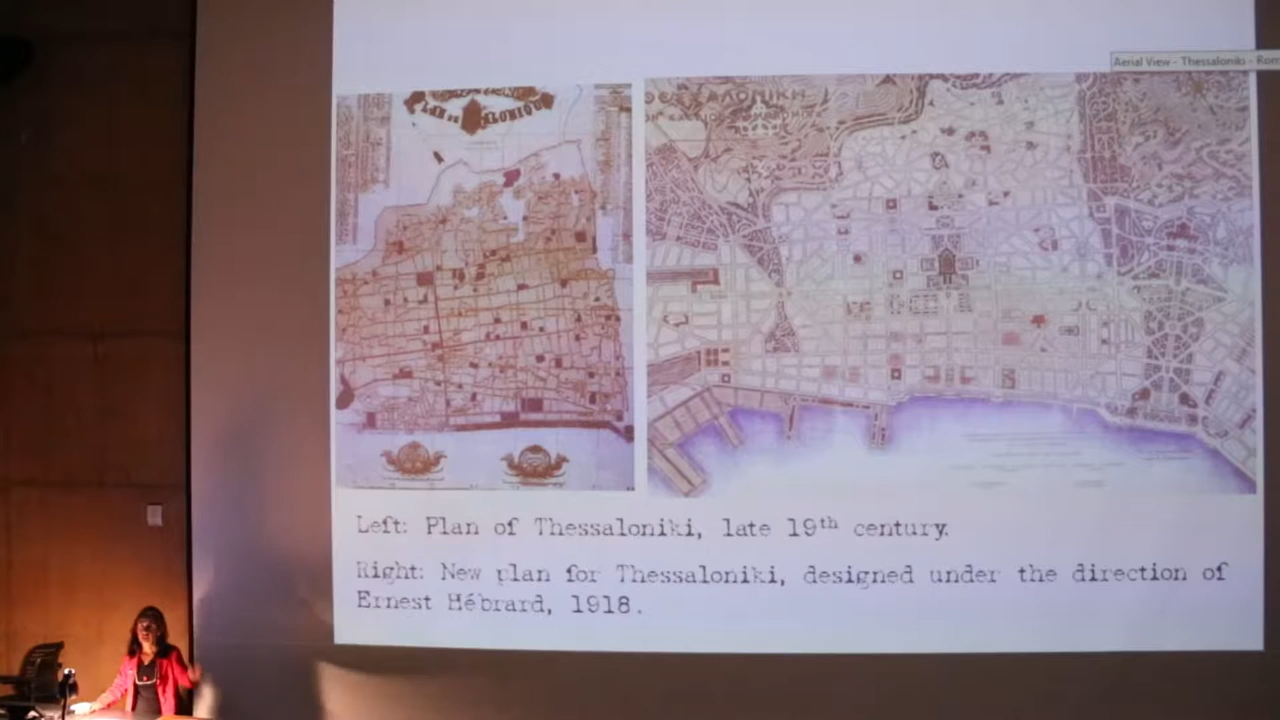 Aerial View - Thessaloniki - Rom
ΘΕΣΣΑΛΟΝΙΚΗ
Left: Plan of Thessaloniki, late 19th century.
Right: New plan for Thessaloniki, designed under the direction of
Ernest Hébrard, 1918.